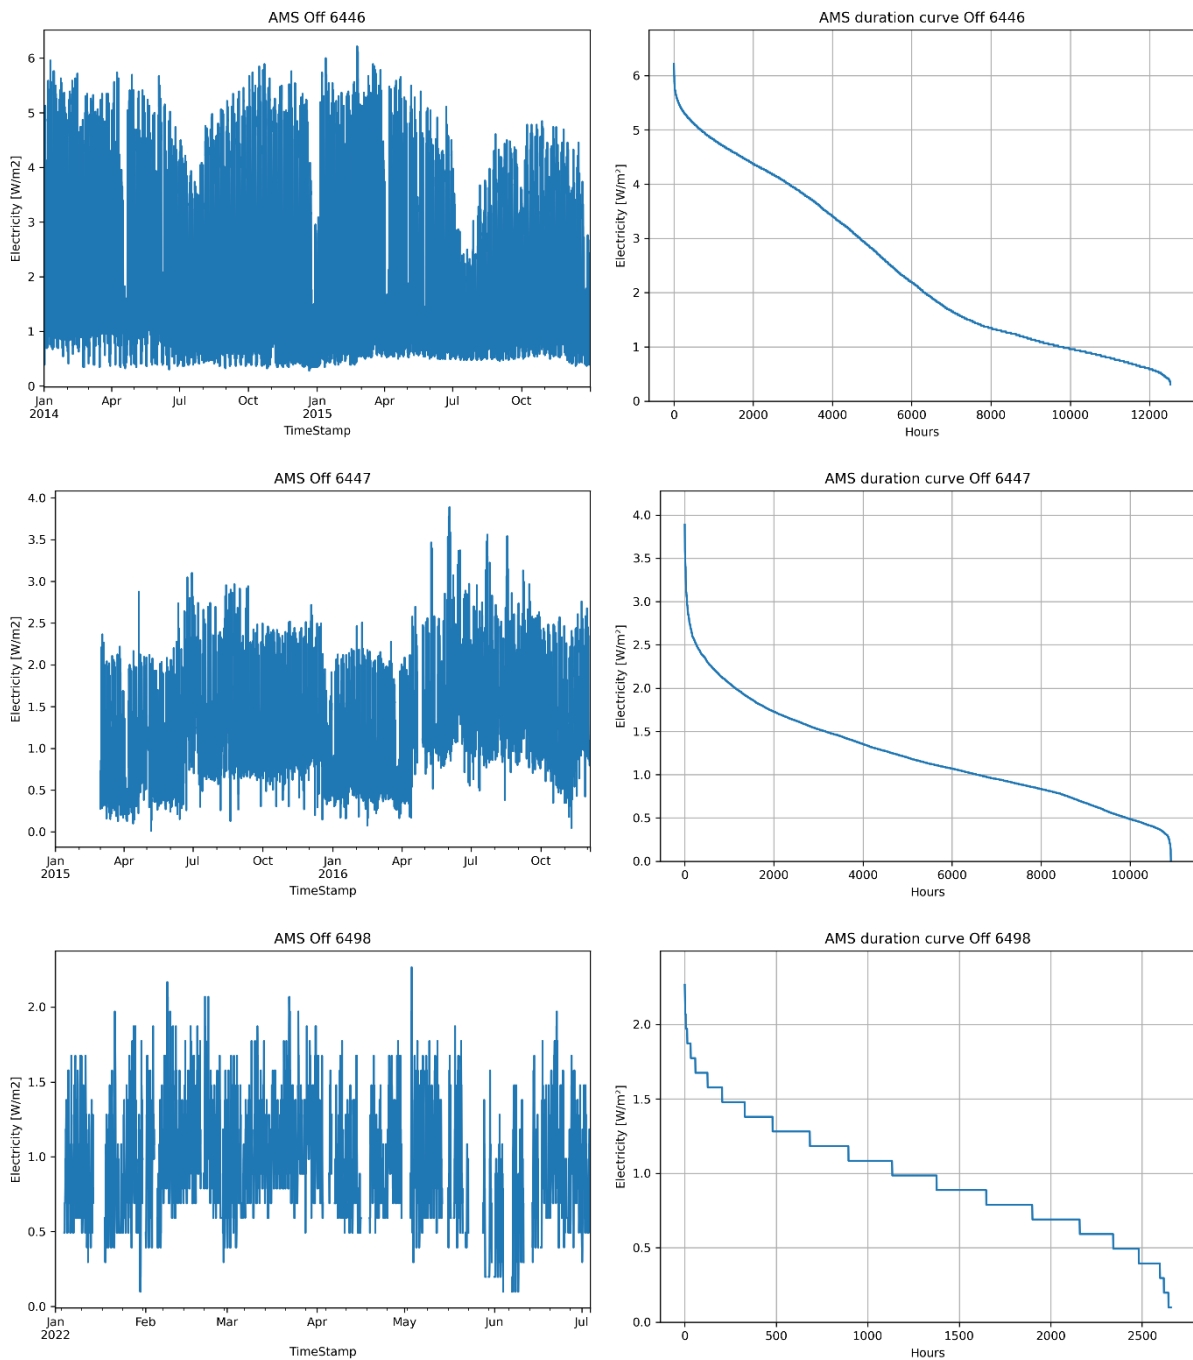 AMS Off 6446
Electricity [W/m2]
6
5
4
3
2
1
0
Jan Apr Jul Oct Jan Apr Jul Oct
2014 2015
TimeStamp
AMS duration curve Off 6446
Electricity [W/m²]
6
5
4
3
2
1
0
0 2000 4000 6000 8000 10000 12000
Hours
AMS Off 6447
Electricity [W/m2]
4.0
3.5
3.0
2.5
2.0
1.5
1.0
0.5
0.0
Jan Apr Jul Oct Jan Apr Jul Oct
2015 2016
TimeStamp
AMS duration curve Off 6447
Electricity [W/m²]
4.0
3.5
3.0
2.5
2.0
1.5
1.0
0.5
0.0
0 2000 4000 6000 8000 10000
Hours
AMS Off 6498
Electricity [W/m2]
2.0
1.5
1.0
0.5
0.0
Jan Feb Mar Apr May Jun Jul
2022
TimeStamp
AMS duration curve Off 6498
Electricity [W/m²]
2.0
1.5
1.0
0.5
0.0
0 500 1000 1500 2000 2500
Hours